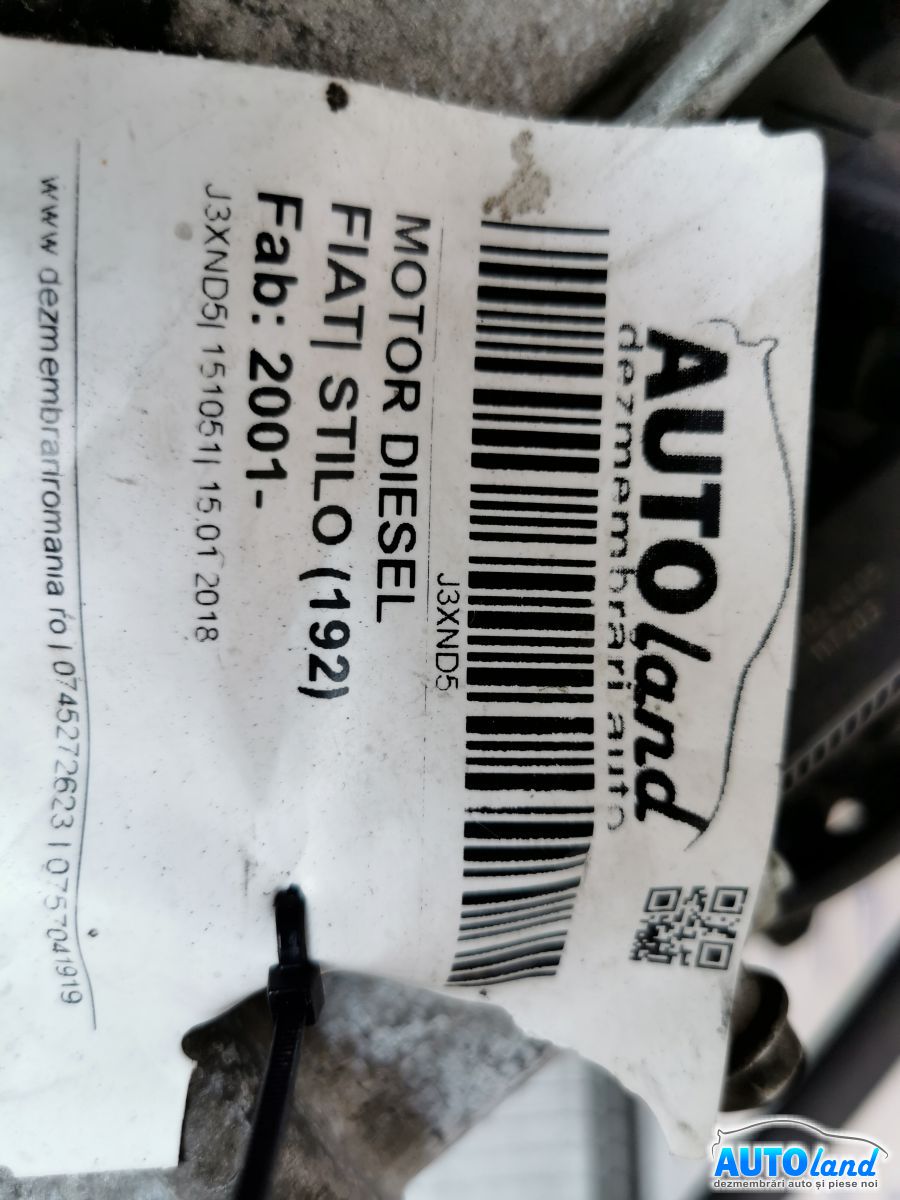 AUTOland
dezmembrari auto
J3XND5
MOTOR DIESEL
FIAT| STILO (192)
Fab: 2001-
J3XND5| 151051| 15.01.2018
www.dezmembrariromania.ro | 0745272623 | 0757041919
AUTOland
dezmembrări auto și piese noi